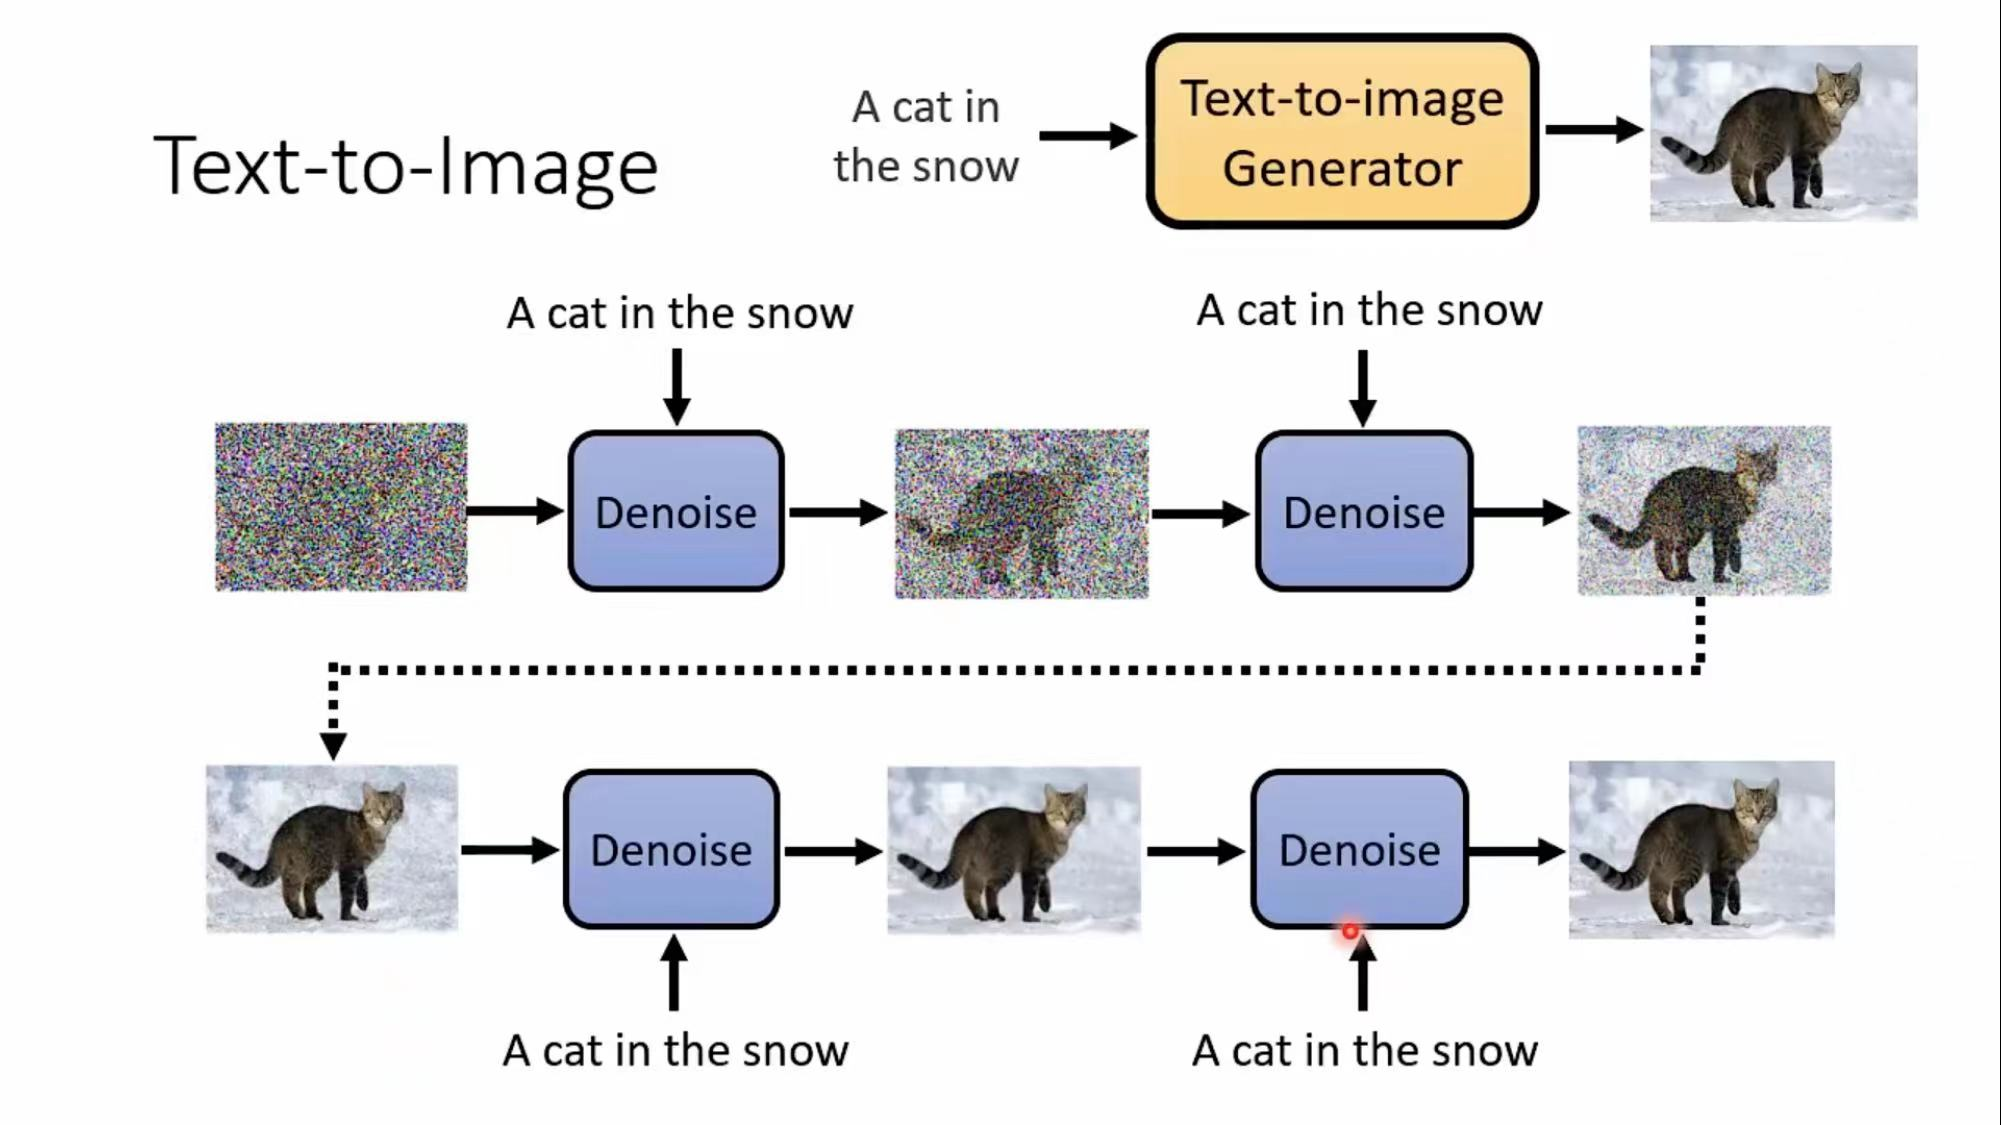 Text-to-Image
A cat in
the snow
Text-to-image
Generator
A cat in the snow
A cat in the snow
Denoise
Denoise
Denoise
Denoise
A cat in the snow
A cat in the snow